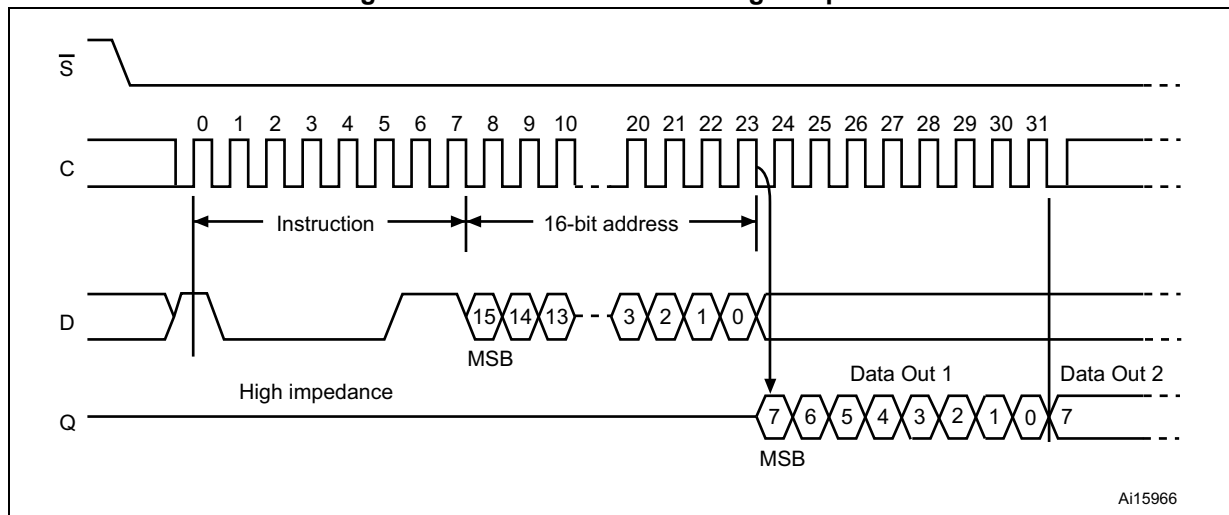 S
0 1 2 3 4 5 6 7 8 9 10 20 21 22 23 24 25 26 27 28 29 30 31
C
Instruction 16-bit address
D
15 14 13 3 2 1 0
MSB
Data Out 1 Data Out 2
High impedance
Q
7 6 5 4 3 2 1 0 7
MSB
Ai15966